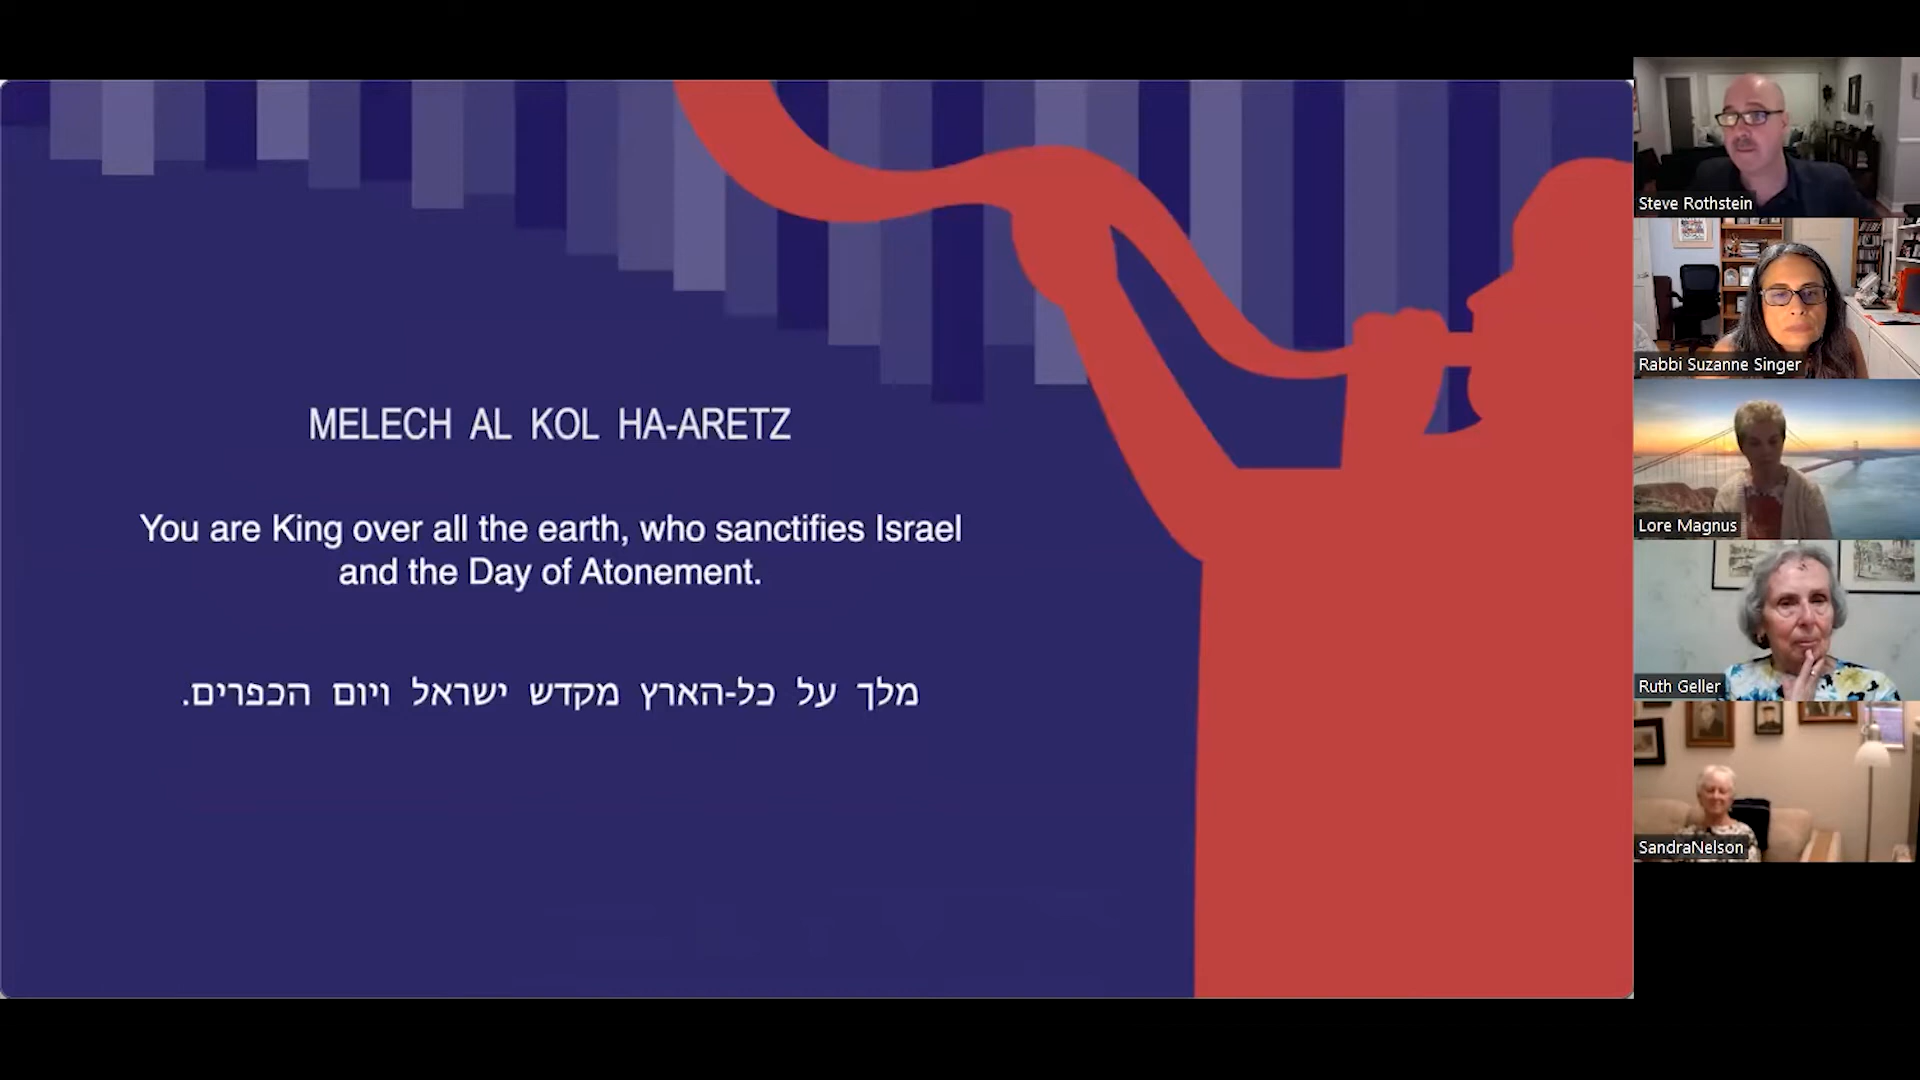 MELECH AL KOL HA-ARETZ
You are King over all the earth, who sanctifies Israel
and the Day of Atonement.
מלך על כל-הארץ מקדש ישראל ויום הכפרים.
Steve Rothstein
Rabbi Suzanne Singer
Lore Magnus
Ruth Geller
SandraNelson